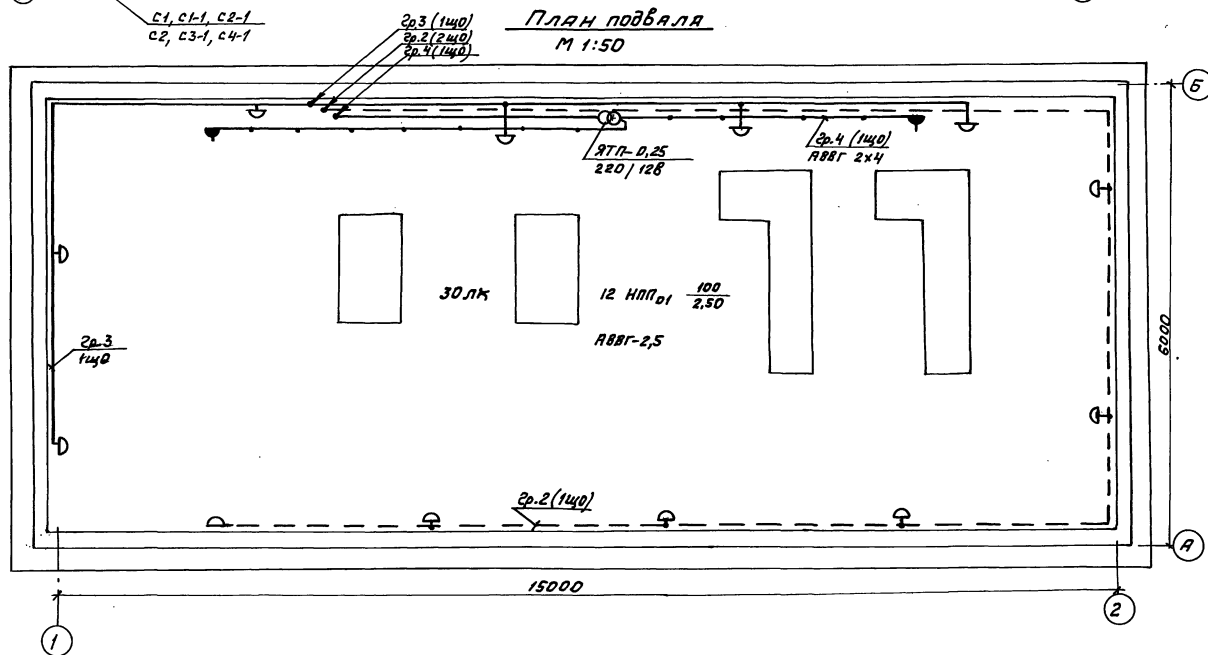 С1, С1-1, С2-1
С2, С3-1, С4-1
План подвала
М 1:50
гр.3 (1що)
гр.2 (2що)
гр.4 (1що)
Б
ЯТП-0,25
220/12В
гр.4 (1що)
АВВГ 2х4
30 лк
12 НПП01 100
2,50
АВВГ-2,5
гр.3
1що
6000
гр.2 (1що)
А
15000
1
2